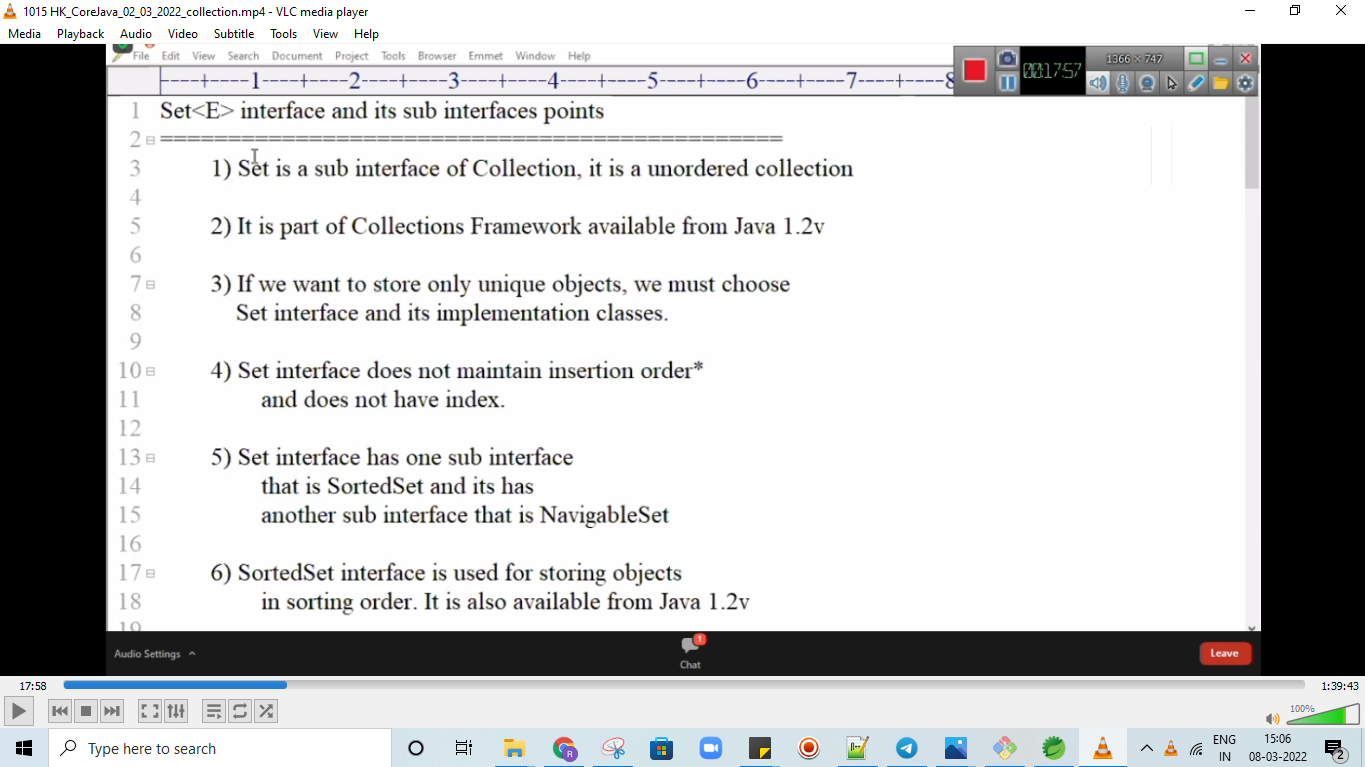 1015 HK_CoreJava_02_03_2022_collection.mp4 - VLC media player
Media Playback Audio Video Subtitle Tools View Help
File Edit View Search Document Project Tools Browser Emmet Window Help
1366 × 747
00:17:57
----+----1----+----2----+----3----+----4----+----5----+----6----+----7----+----8
1 Set<E> interface and its sub interfaces points
2 ==============================================
3 1) Set is a sub interface of Collection, it is a unordered collection
4
5 2) It is part of Collections Framework available from Java 1.2v
6
7 3) If we want to store only unique objects, we must choose
8 Set interface and its implementation classes.
9
10 4) Set interface does not maintain insertion order*
11 and does not have index.
12
13 5) Set interface has one sub interface
14 that is SortedSet and its has
15 another sub interface that is NavigableSet
16
17 6) SortedSet interface is used for storing objects
18 in sorting order. It is also available from Java 1.2v
19
Audio Settings
1
Chat
Leave
17:58
1:39:43
100%
Type here to search
R
ENG
IN
15:06
08-03-2022
2